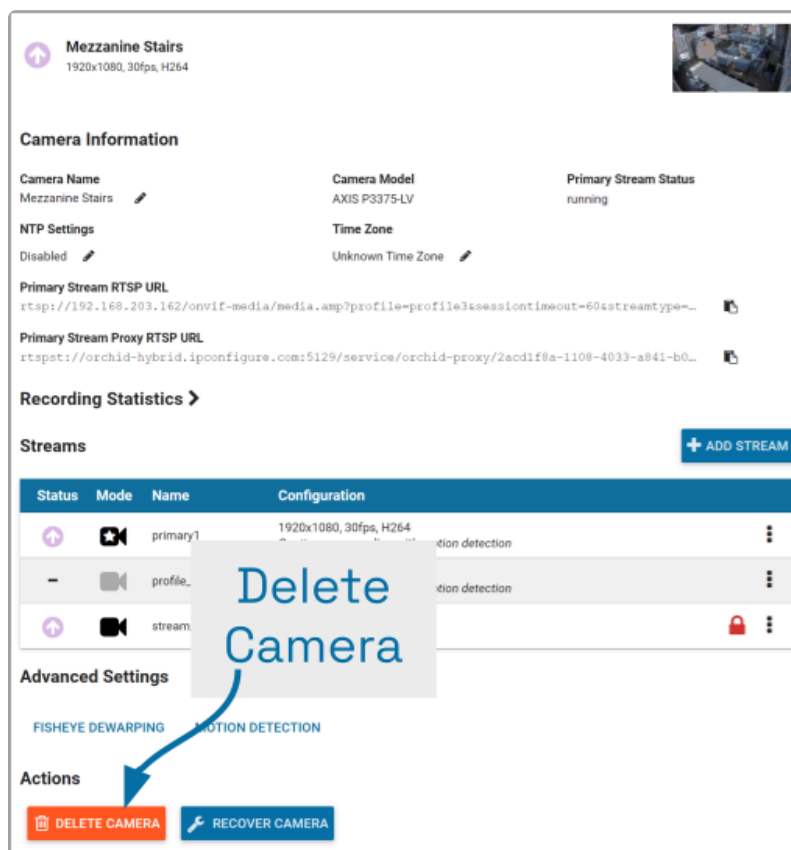 Mezzanine Stairs
1920x1080, 30fps, H264
Camera Information
Camera Name
Camera Model
Primary Stream Status
Mezzanine Stairs
AXIS P3375-LV
running
NTP Settings
Time Zone
Disabled
Unknown Time Zone
Primary Stream RTSP URL
rtsp://192.168.203.162/onvif-media/media.amp?profile=profile3&sessiontimeout=60&streamtype=…
Primary Stream Proxy RTSP URL
rtspst://orchid-hybrid.ipconfigure.com:5129/service/orchid-proxy/2acd1f8a-1108-4033-a841-b0…
Recording Statistics
Streams
ADD STREAM
Status Mode Name Configuration
primary1
1920x1080, 30fps, H264
detection
profile_
detection
stream
Delete
Camera
Advanced Settings
FISHEYE DEWARPING
MOTION DETECTION
Actions
DELETE CAMERA
RECOVER CAMERA